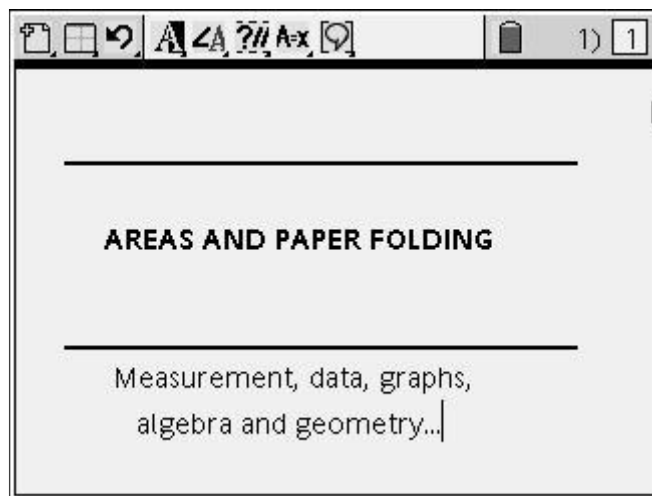 A ∠A ?// A=x 1) 1
AREAS AND PAPER FOLDING
Measurement, data, graphs,
algebra and geometry...